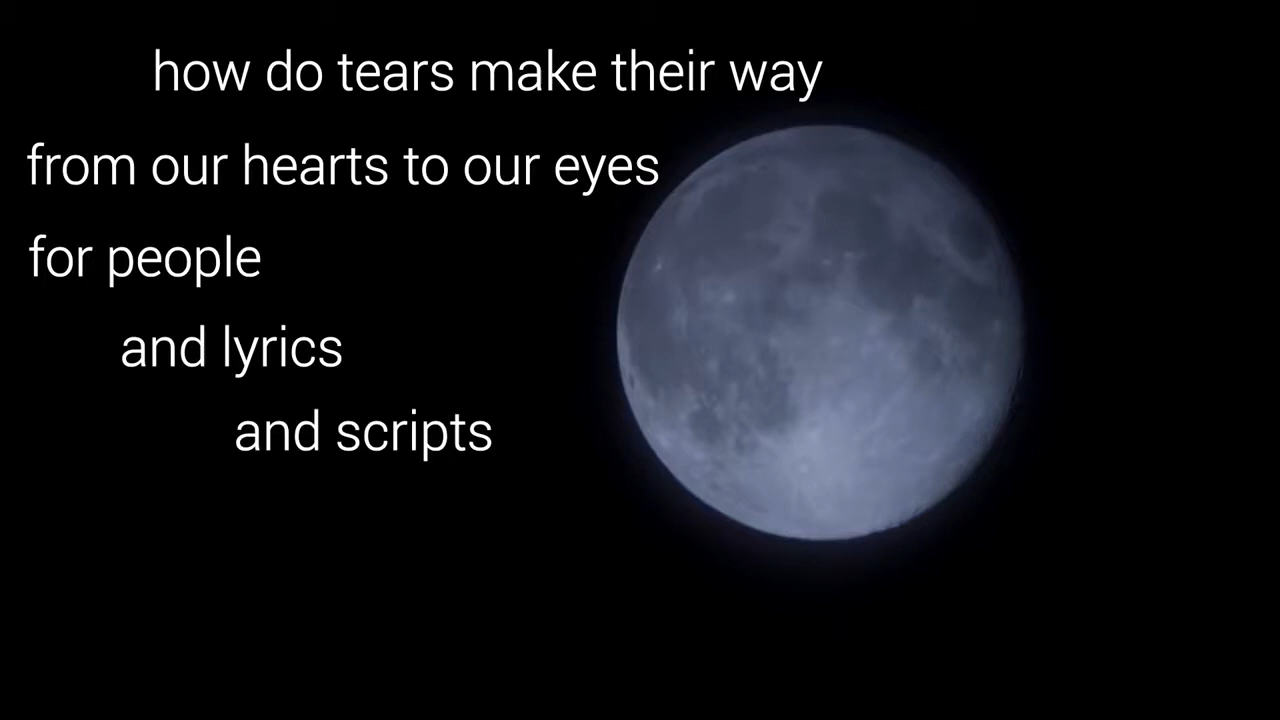 how do tears make their way
from our hearts to our eyes
for people
and lyrics
and scripts